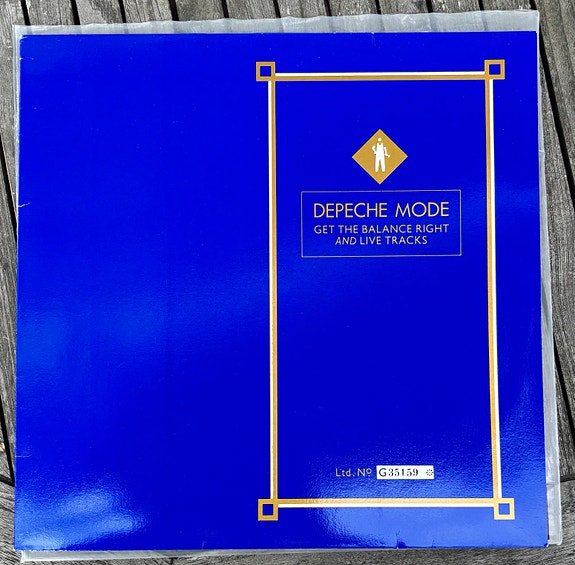 DEPECHE MODE
GET THE BALANCE RIGHT
AND LIVE TRACKS
Ltd. Nº G35159 ❊